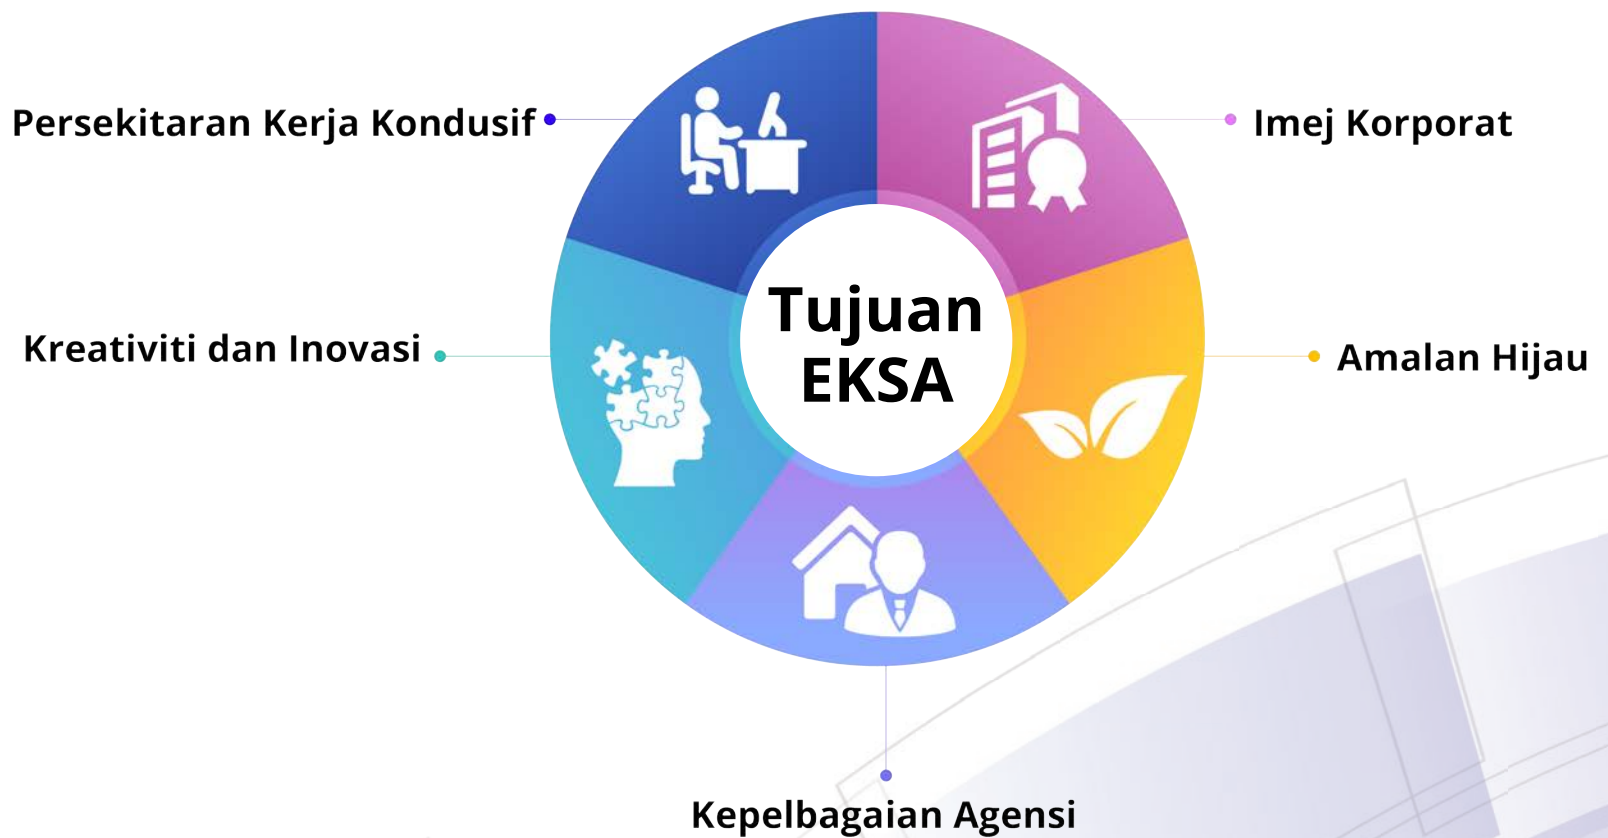 Persekitaran Kerja Kondusif
Imej Korporat
Tujuan
EKSA
Kreativiti dan Inovasi
Amalan Hijau
Kepelbagaian Agensi